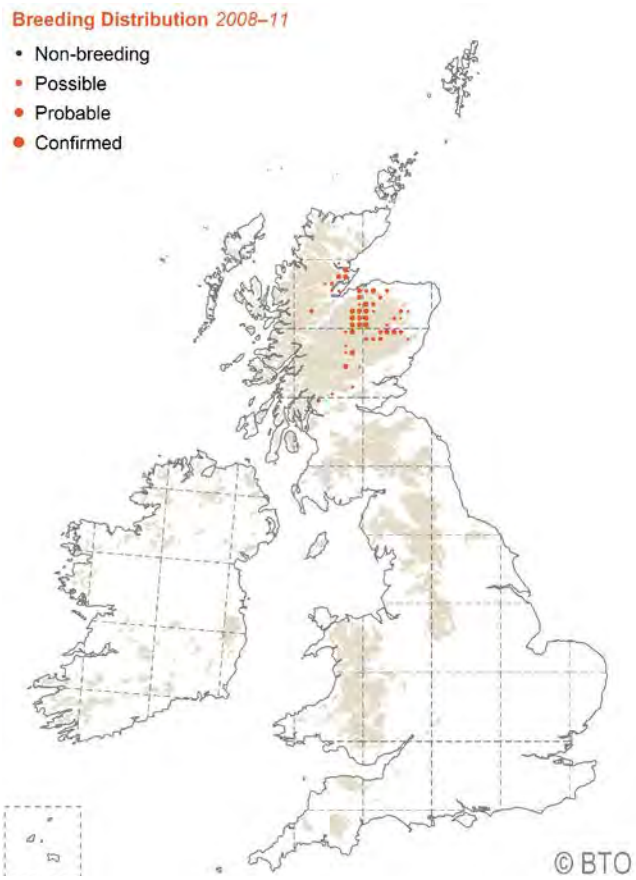 Breeding Distribution 2008–11
Non-breeding
Possible
Probable
Confirmed
© BTO